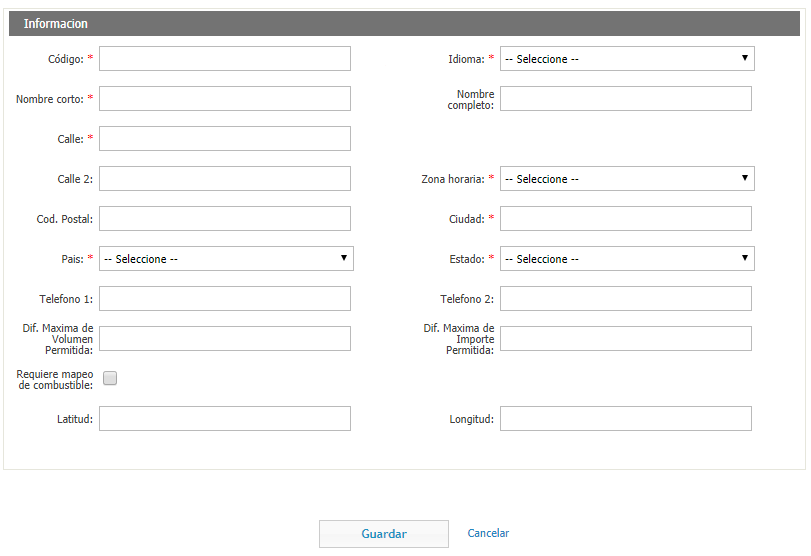 Informacion
Código: *
Idioma: * -- Seleccione --
Nombre corto: *
Nombre
completo:
Calle: *
Calle 2:
Zona horaria: * -- Seleccione --
Cod. Postal:
Ciudad: *
Pais: * -- Seleccione --
Estado: * -- Seleccione --
Telefono 1:
Telefono 2:
Dif. Maxima de
Volumen
Permitida:
Dif. Maxima de
Importe
Permitida:
Requiere mapeo
de combustible:
Latitud:
Longitud:
Guardar
Cancelar